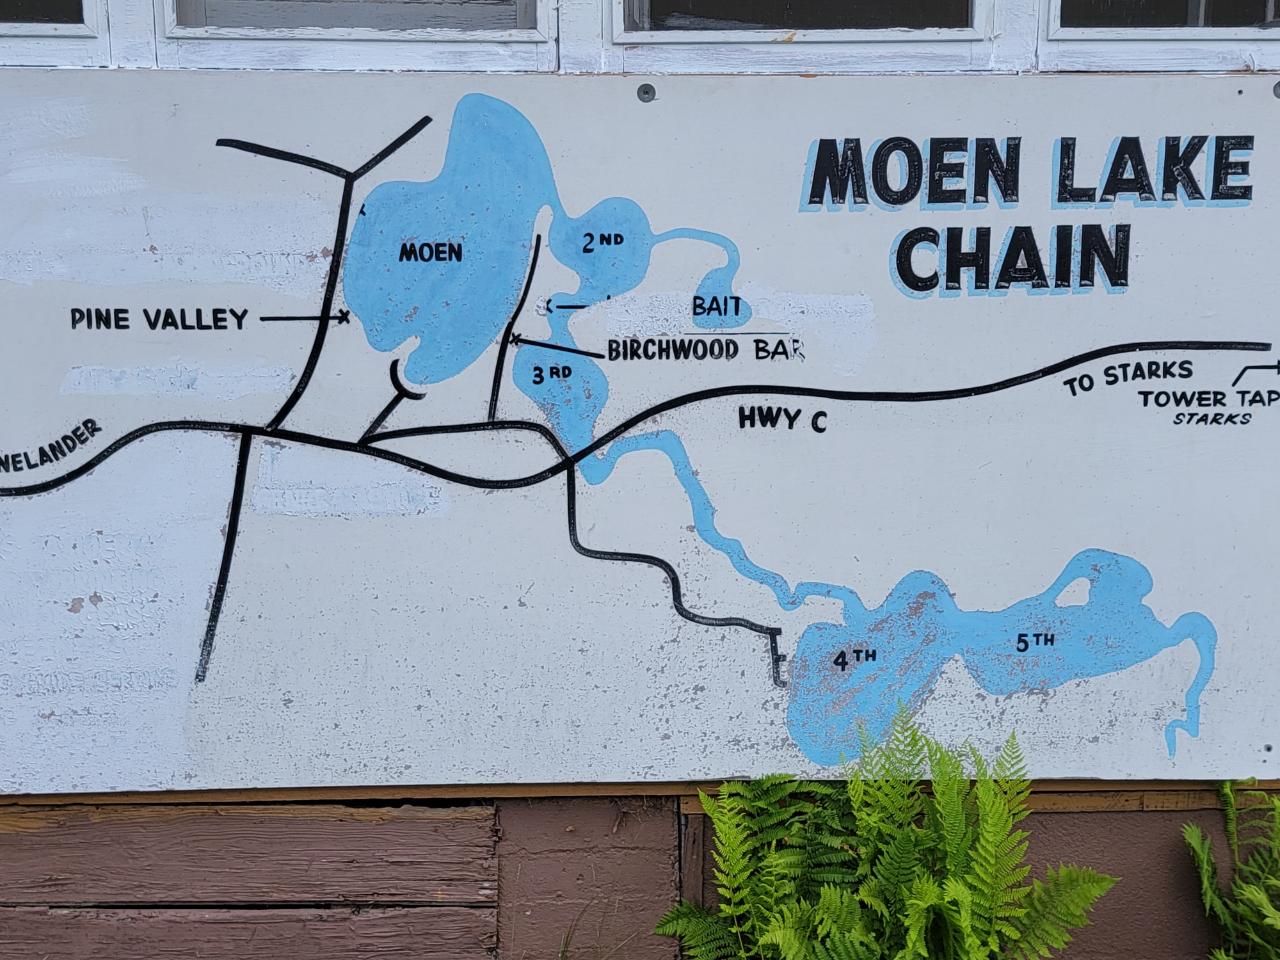 MOEN LAKE
CHAIN
MOEN
2ND
PINE VALLEY
BAIT
BIRCHWOOD BAR
3RD
TO STARKS
TOWER TAP
STARKS
HWY C
NELANDER
4TH
5TH